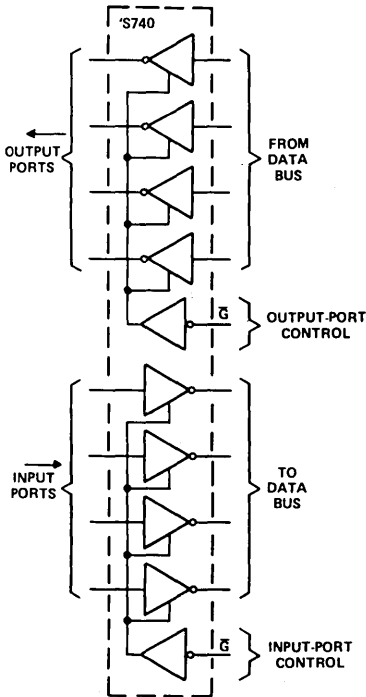 'S740
OUTPUT
PORTS
FROM
DATA
BUS
G̅
OUTPUT-PORT
CONTROL
INPUT
PORTS
TO
DATA
BUS
G̅
INPUT-PORT
CONTROL